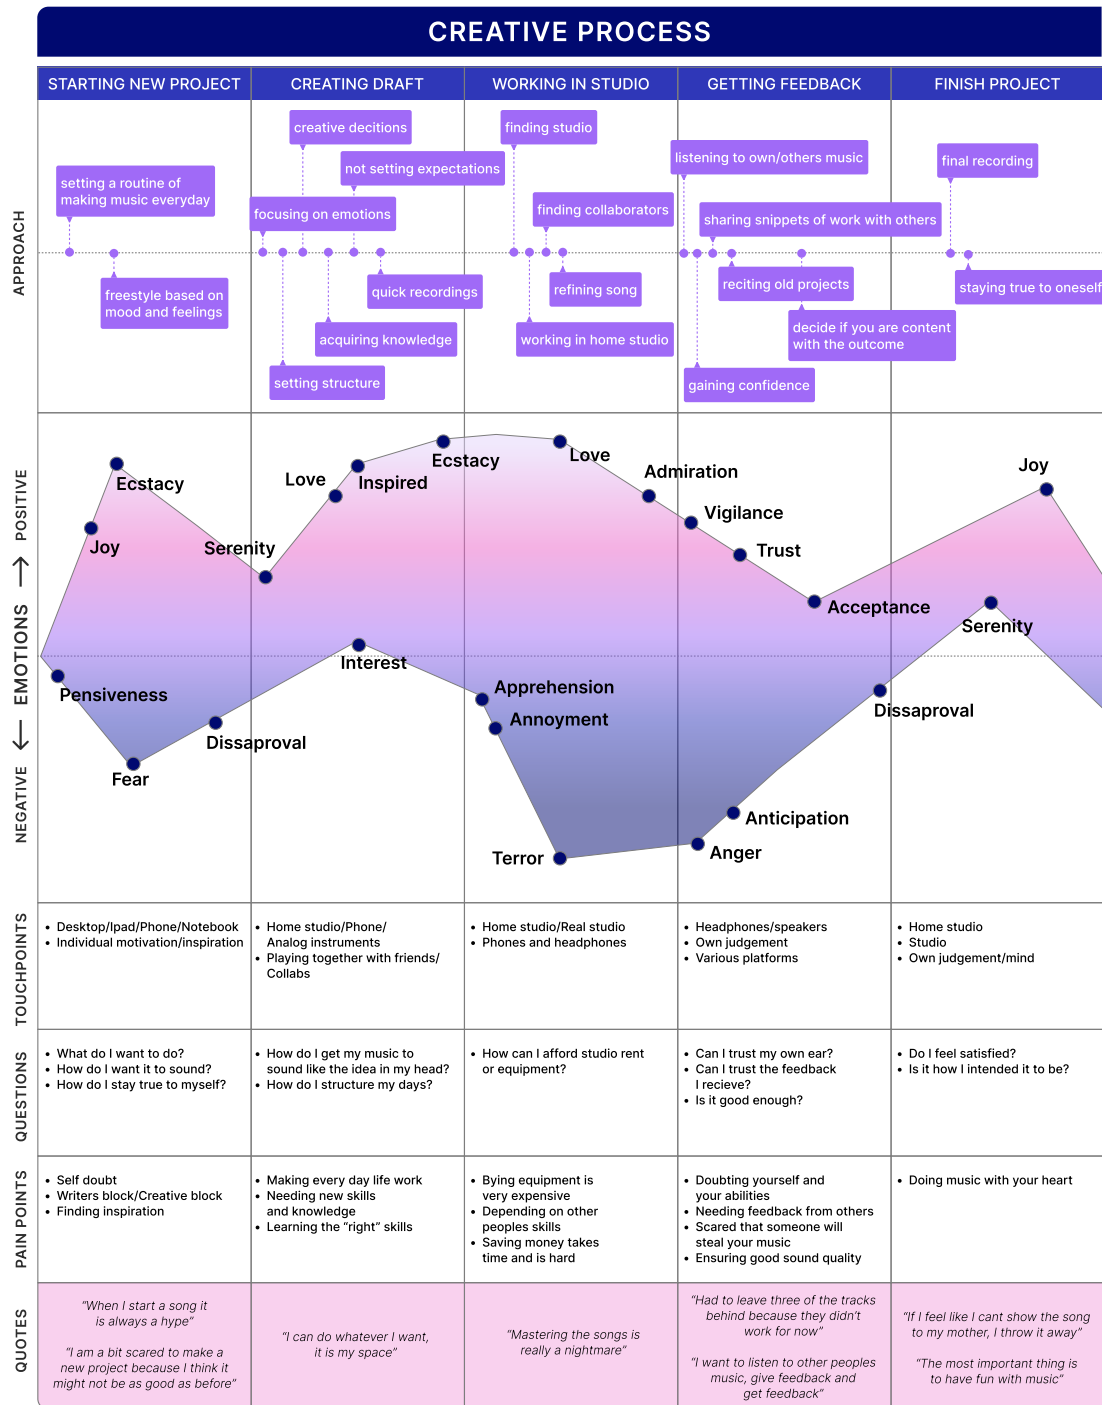 CREATIVE PROCESS
STARTING NEW PROJECT
CREATING DRAFT
WORKING IN STUDIO
GETTING FEEDBACK
FINISH PROJECT
APPROACH
setting a routine of
making music everyday
freestyle based on
mood and feelings
creative decitions
not setting expectations
focusing on emotions
quick recordings
acquiring knowledge
setting structure
finding studio
finding collaborators
refining song
working in home studio
listening to own/others music
sharing snippets of work with others
reciting old projects
decide if you are content
with the outcome
gaining confidence
final recording
staying true to oneself
NEGATIVE ← EMOTIONS → POSITIVE
Ecstacy
Joy
Serenity
Pensiveness
Dissaproval
Fear
Love
Inspired
Ecstacy
Interest
Love
Admiration
Apprehension
Annoyment
Terror
Vigilance
Trust
Acceptance
Dissaproval
Anticipation
Anger
Joy
Serenity
TOUCHPOINTS
• Desktop/Ipad/Phone/Notebook
• Individual motivation/inspiration
• Home studio/Phone/
Analog instruments
• Playing together with friends/
Collabs
• Home studio/Real studio
• Phones and headphones
• Headphones/speakers
• Own judgement
• Various platforms
• Home studio
• Studio
• Own judgement/mind
QUESTIONS
• What do I want to do?
• How do I want it to sound?
• How do I stay true to myself?
• How do I get my music to
sound like the idea in my head?
• How do I structure my days?
• How can I afford studio rent
or equipment?
• Can I trust my own ear?
• Can I trust the feedback
I recieve?
• Is it good enough?
• Do I feel satisfied?
• Is it how I intended it to be?
PAIN POINTS
• Self doubt
• Writers block/Creative block
• Finding inspiration
• Making every day life work
• Needing new skills
and knowledge
• Learning the “right” skills
• Bying equipment is
very expensive
• Depending on other
peoples skills
• Saving money takes
time and is hard
• Doubting yourself and
your abilities
• Needing feedback from others
• Scared that someone will
steal your music
• Ensuring good sound quality
• Doing music with your heart
QUOTES
“When I start a song it
is always a hype”
“I am a bit scared to make a
new project because I think it
might not be as good as before”
“I can do whatever I want,
it is my space”
“Mastering the songs is
really a nightmare”
“Had to leave three of the tracks
behind because they didn’t
work for now”
“I want to listen to other peoples
music, give feedback and
get feedback”
“If I feel like I cant show the song
to my mother, I throw it away”
“The most important thing is
to have fun with music”